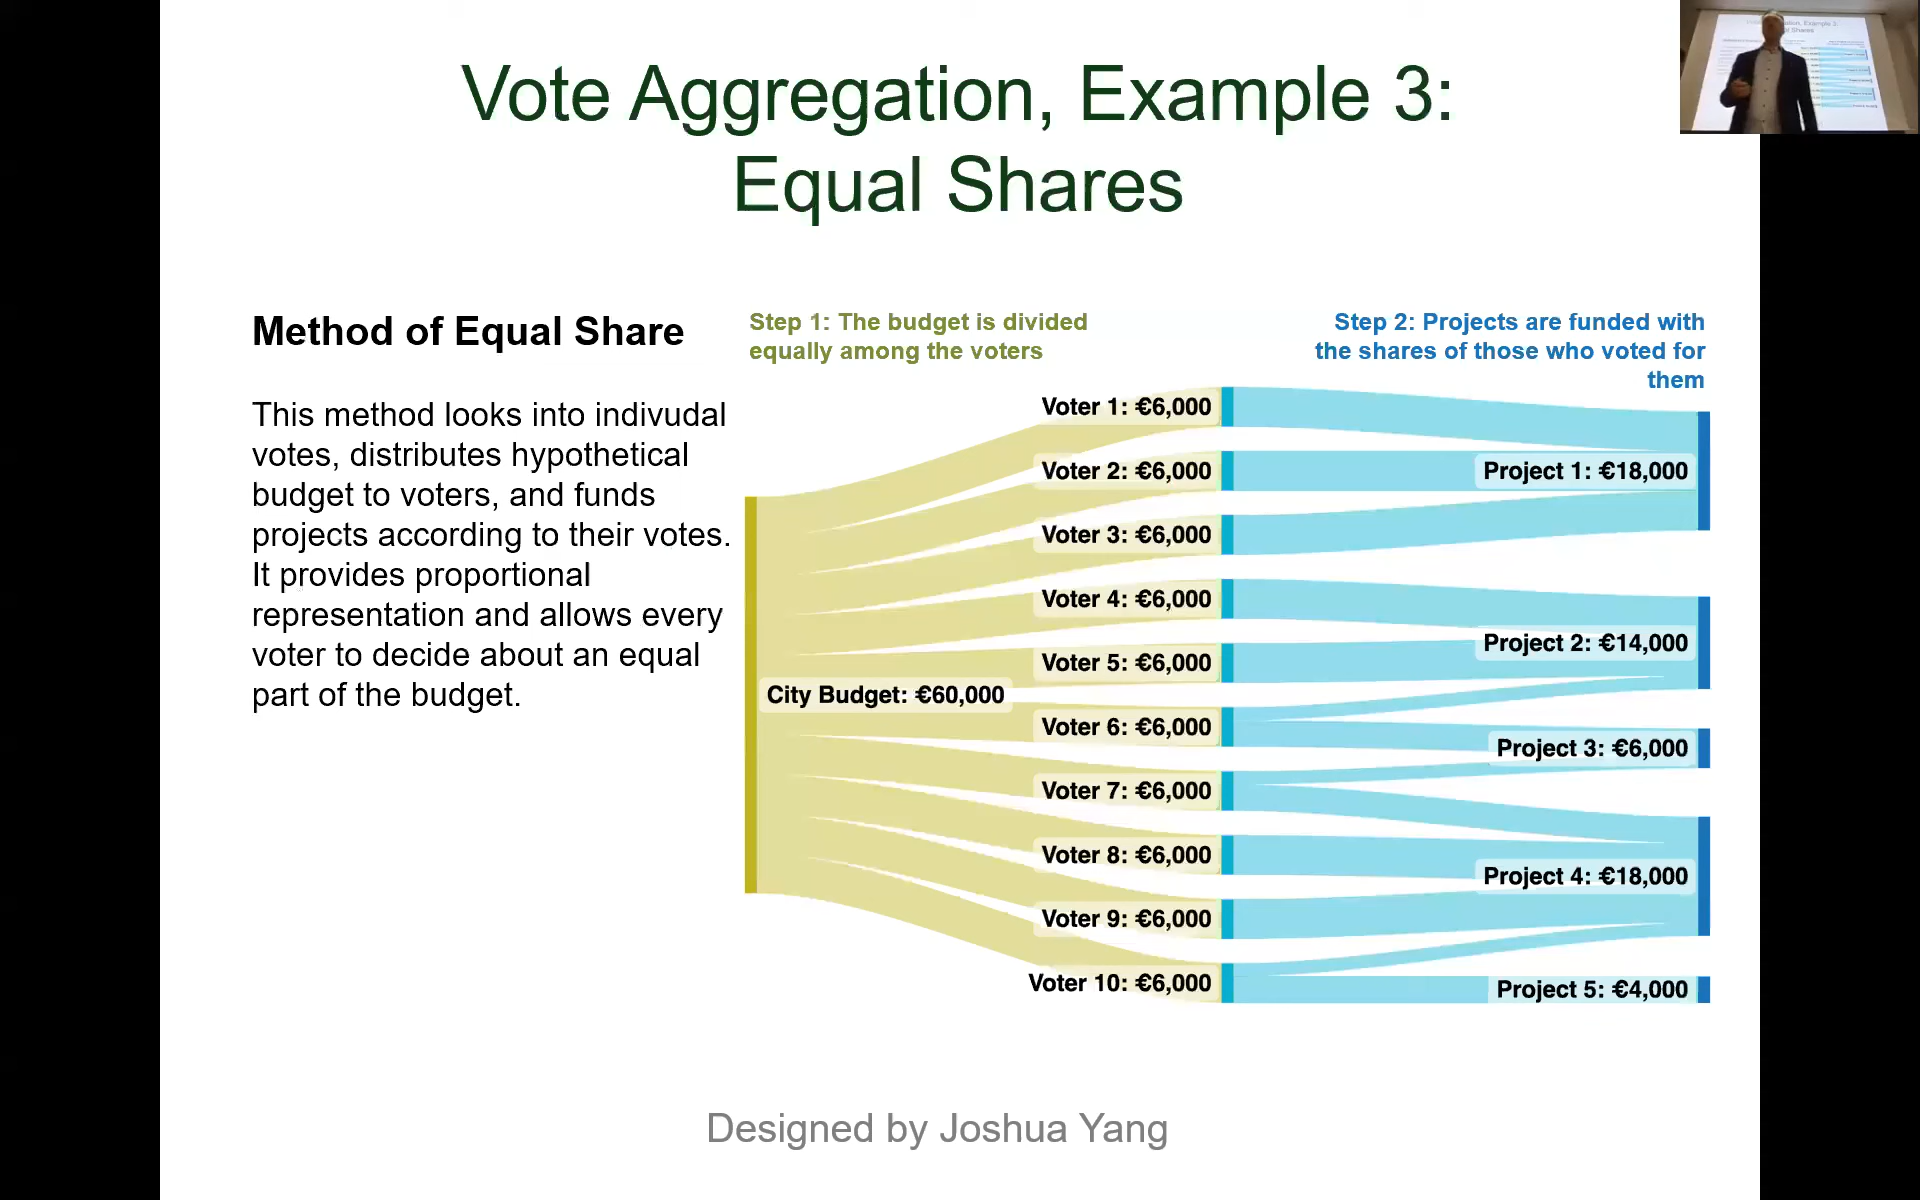 Vote Aggregation, Example 3:
Equal Shares
Method of Equal Share
This method looks into indivudal
votes, distributes hypothetical
budget to voters, and funds
projects according to their votes.
It provides proportional
representation and allows every
voter to decide about an equal
part of the budget.
Step 1: The budget is divided
equally among the voters
Step 2: Projects are funded with
the shares of those who voted for
them
City Budget: €60,000
Voter 1: €6,000
Voter 2: €6,000
Voter 3: €6,000
Voter 4: €6,000
Voter 5: €6,000
Voter 6: €6,000
Voter 7: €6,000
Voter 8: €6,000
Voter 9: €6,000
Voter 10: €6,000
Project 1: €18,000
Project 2: €14,000
Project 3: €6,000
Project 4: €18,000
Project 5: €4,000
Designed by Joshua Yang